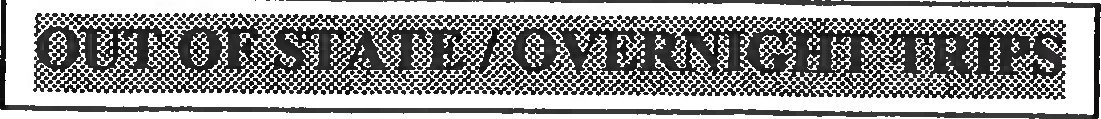 OUT OF STATE / OVERNIGHT TRIPS